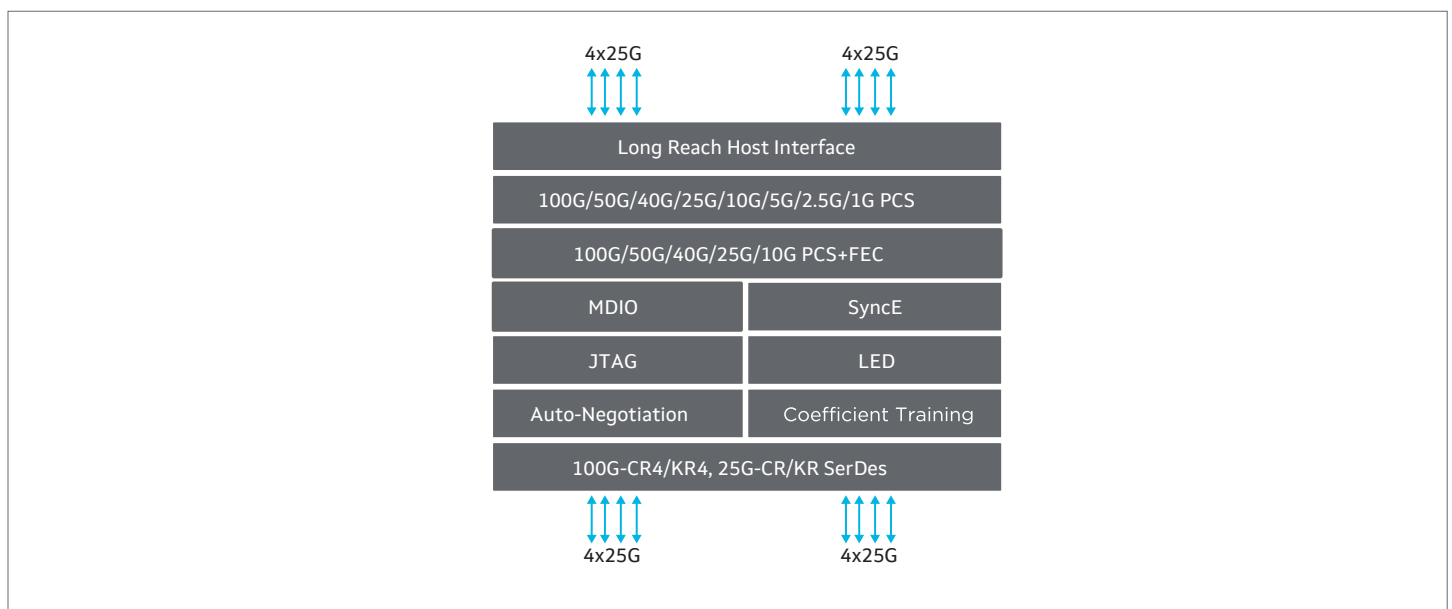 4x25G 4x25G
Long Reach Host Interface
100G/50G/40G/25G/10G/5G/2.5G/1G PCS
100G/50G/40G/25G/10G PCS+FEC
MDIO SyncE
JTAG LED
Auto-Negotiation Coefficient Training
100G-CR4/KR4, 25G-CR/KR SerDes
4x25G 4x25G